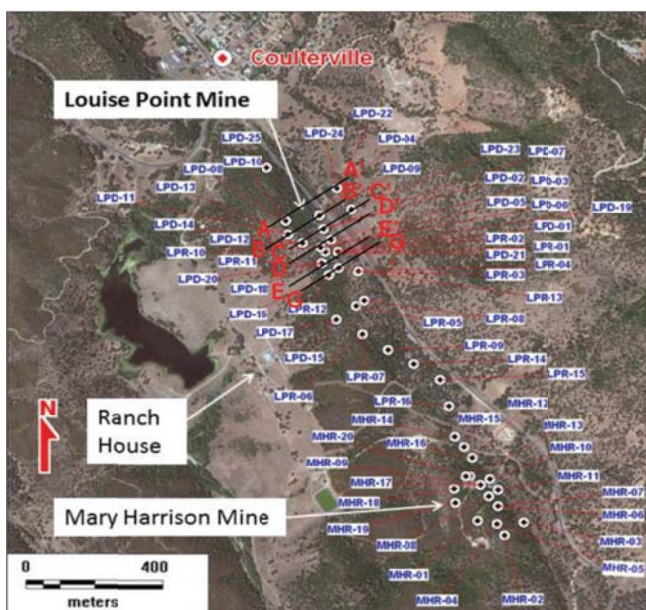 Coulterville
Louise Point Mine
LPD-22
LPD-25
LPD-24
LPD-04
LPD-23
LPD-07
LPD-08
LPD-10
LPD-09
A'
LPD-02
LPD-03
LPD-13
B'
LPD-11
C'
LPD-05
LPD-06
LPD-19
D'
LPD-14
A
LPD-01
E'
LPD-12
B
G'
LPR-02
LPR-01
LPR-10
C
LPR-11
LPD-21
LPR-04
D
LPR-03
LPD-20
LPD-18
E
LPR-13
G
LPR-12
LPD-16
LPR-05
LPR-08
LPD-17
LPR-09
LPD-15
LPR-14
LPR-07
LPR-15
LPR-06
LPR-16
MHR-12
Ranch
House
MHR-14
MHR-15
MHR-13
N
MHR-20
MHR-16
MHR-10
MHR-09
MHR-11
MHR-17
MHR-07
Mary Harrison Mine
MHR-18
MHR-06
MHR-19
MHR-08
MHR-03
MHR-01
MHR-05
MHR-04
MHR-02
0 400
meters